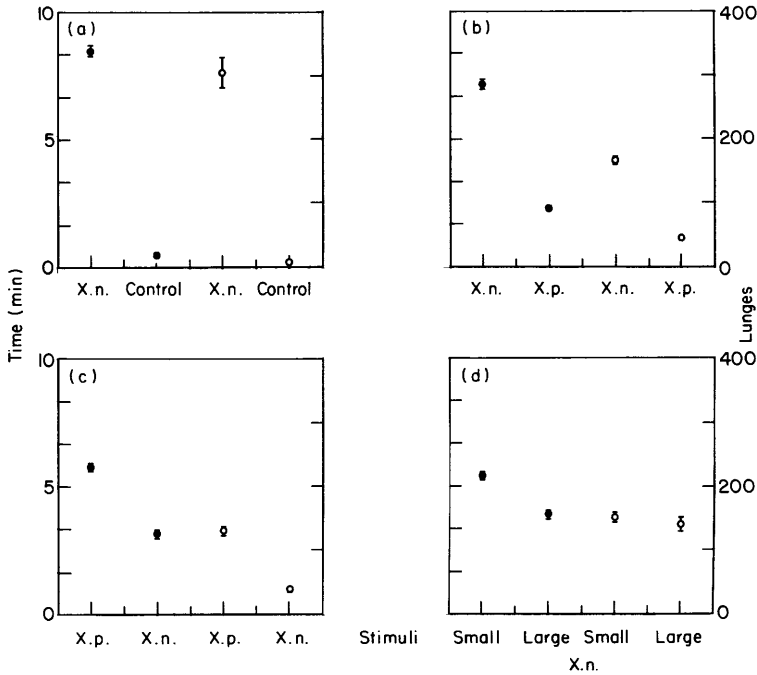 (a)
10
5
0
X.n. Control X.n. Control
(b)
400
200
0
X.n. X.p. X.n. X.p.
Time (min)
Lunges
(c)
10
5
0
X.p. X.n. X.p. X.n.
Stimuli
(d)
400
200
0
Small Large Small Large
X.n.